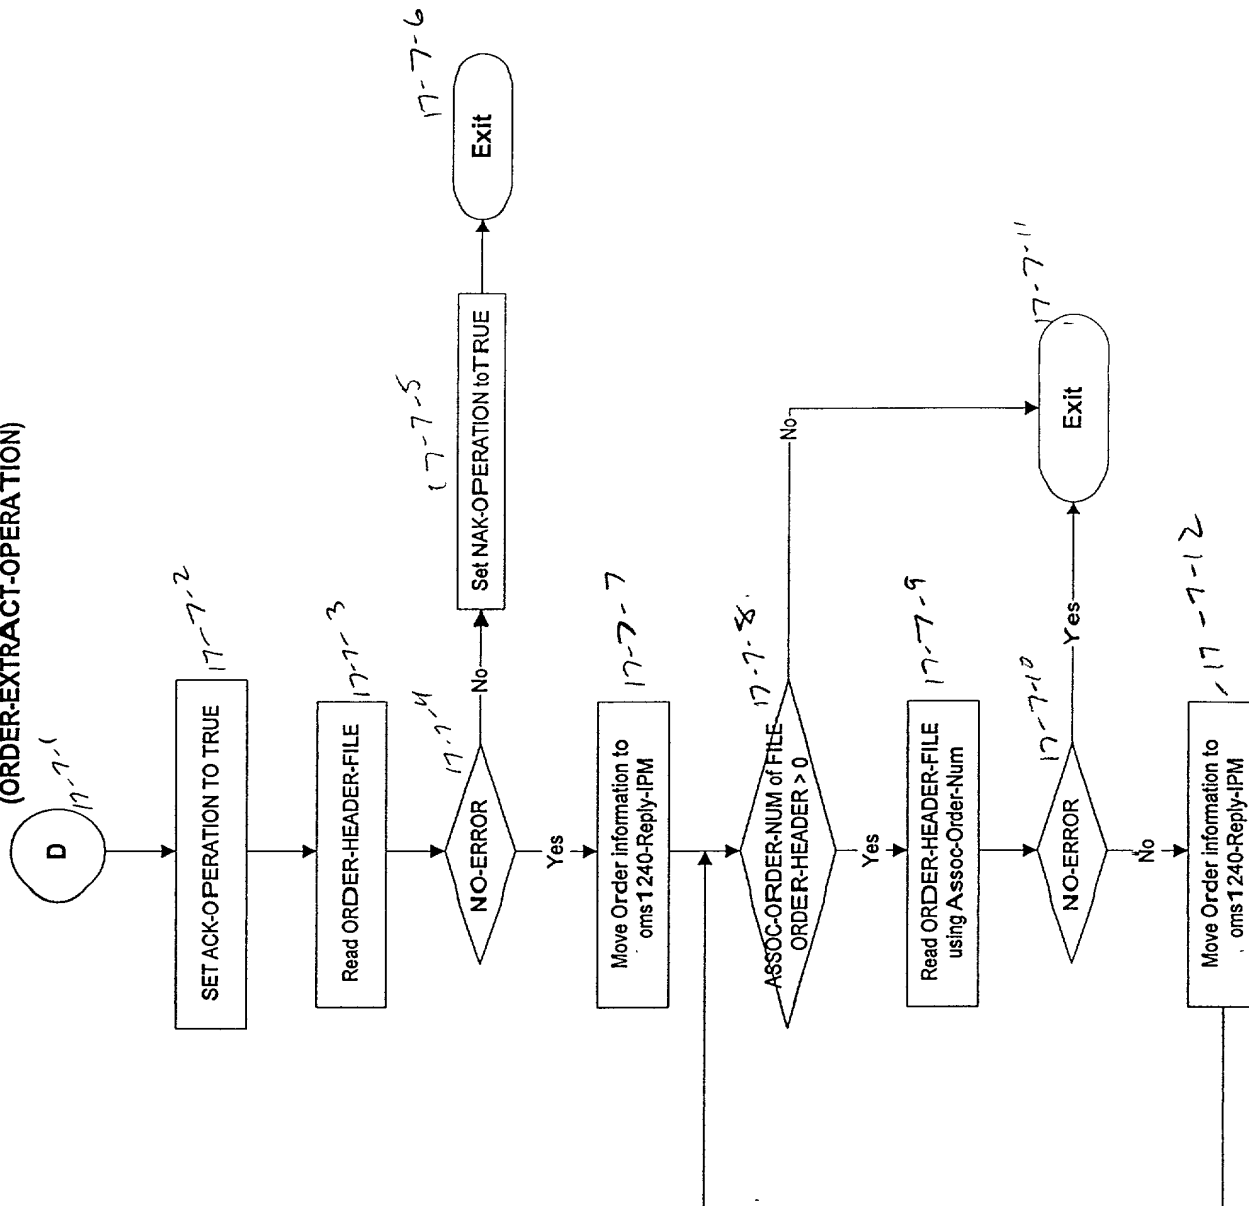 (ORDER-EXTRACT-OPERATION)
D
17-7-1
SET ACK-OPERATION TO TRUE
17-7-2
Read ORDER-HEADER-FILE
17-7-3
NO-ERROR
17-7-4
No
Set NAK-OPERATION to TRUE
17-7-5
Exit
17-7-6
Yes
Move Order information to
oms1240-Reply-IPM
17-7-7
ASSOC-ORDER-NUM of FILE
ORDER-HEADER > 0
17-7-8.
No
Yes
Read ORDER-HEADER-FILE
using Assoc-Order-Num
17-7-9
NO-ERROR
17-7-10
Yes
Exit
17-7-11
No
Move Order information to
oms1240-Reply-IPM
17-7-12